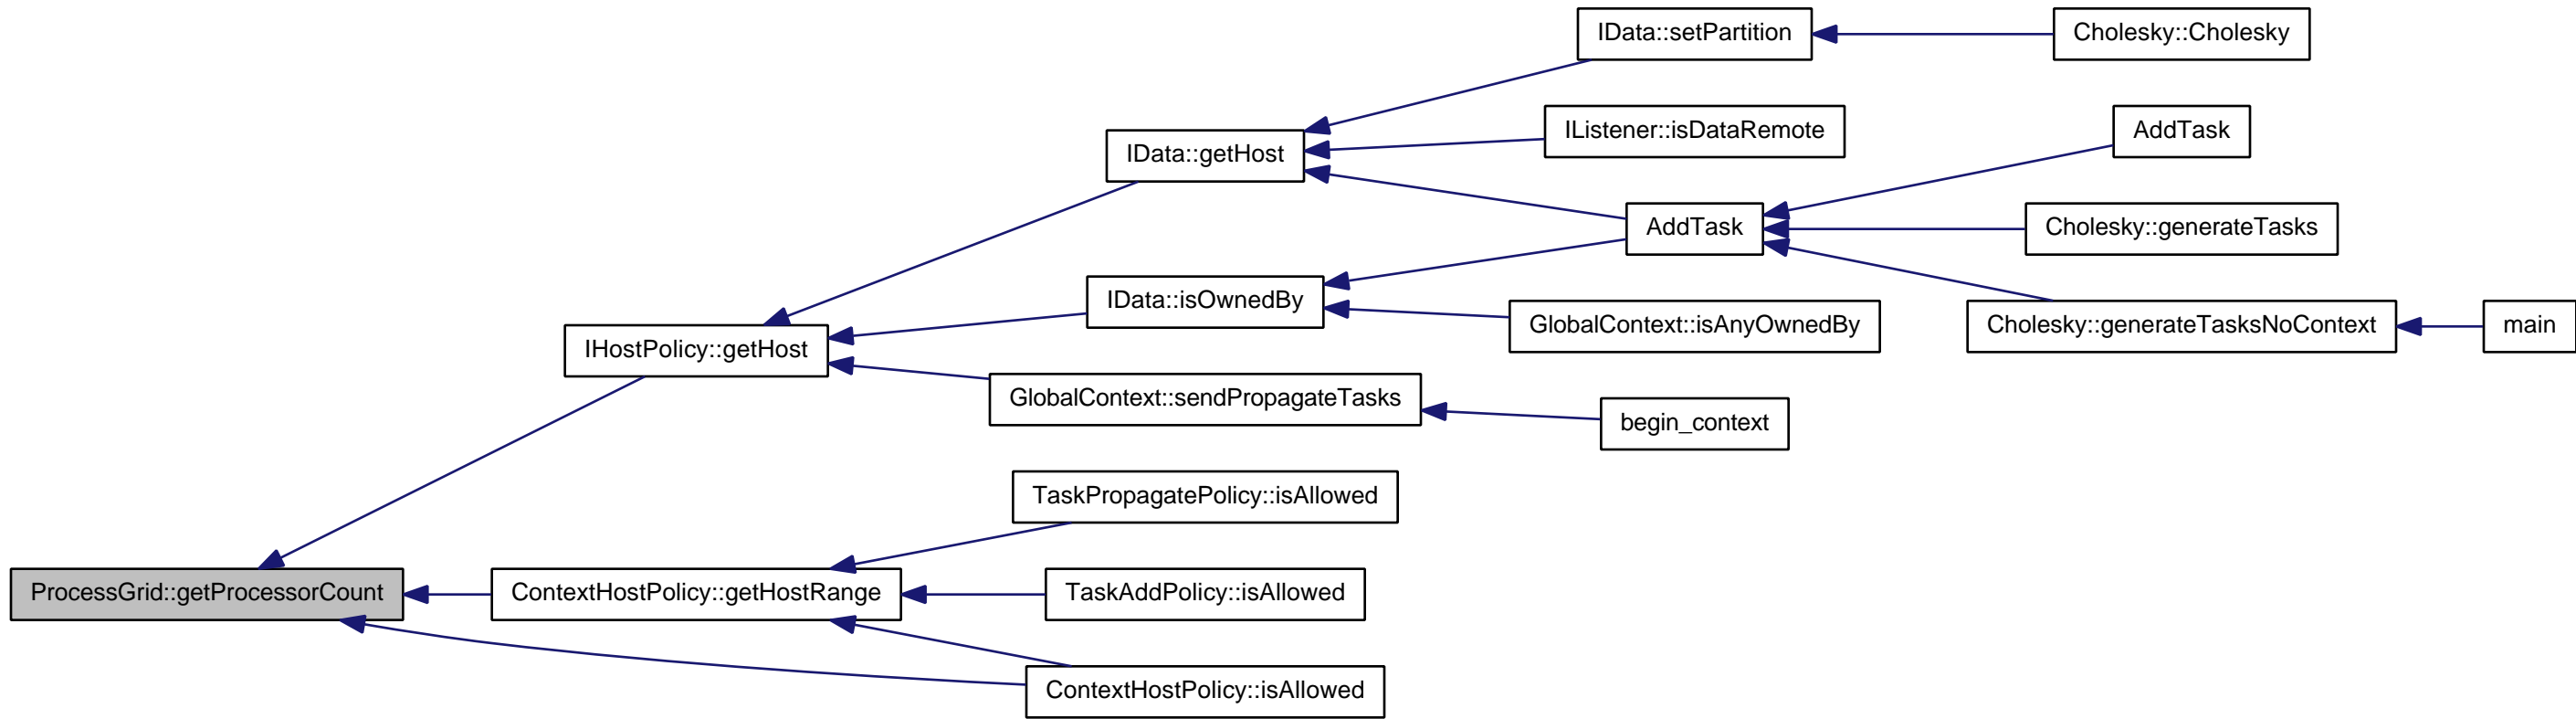 IData::setPartition
Cholesky::Cholesky
IListener::isDataRemote
AddTask
IData::getHost
AddTask
Cholesky::generateTasks
IData::isOwnedBy
GlobalContext::isAnyOwnedBy
Cholesky::generateTasksNoContext
main
IHostPolicy::getHost
GlobalContext::sendPropagateTasks
begin_context
TaskPropagatePolicy::isAllowed
ProcessGrid::getProcessorCount
ContextHostPolicy::getHostRange
TaskAddPolicy::isAllowed
ContextHostPolicy::isAllowed